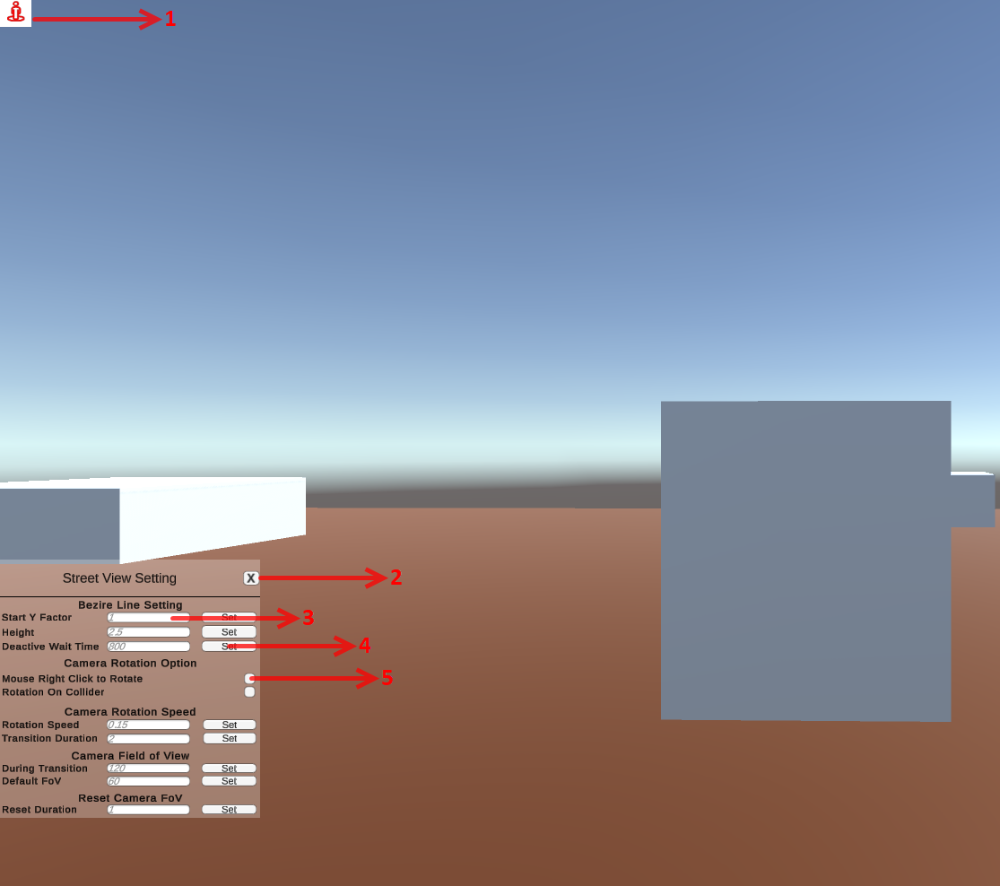 1
Street View Setting X 2
Bezire Line Setting
Start Y Factor 1 Set 3
Height 2.5 Set
Deactive Wait Time 800 Set 4
Camera Rotation Option
Mouse Right Click to Rotate 5
Rotation On Collider
Camera Rotation Speed
Rotation Speed 0.15 Set
Transition Duration 2 Set
Camera Field of View
During Transition 120 Set
Default FoV 60 Set
Reset Camera FoV
Reset Duration 1 Set